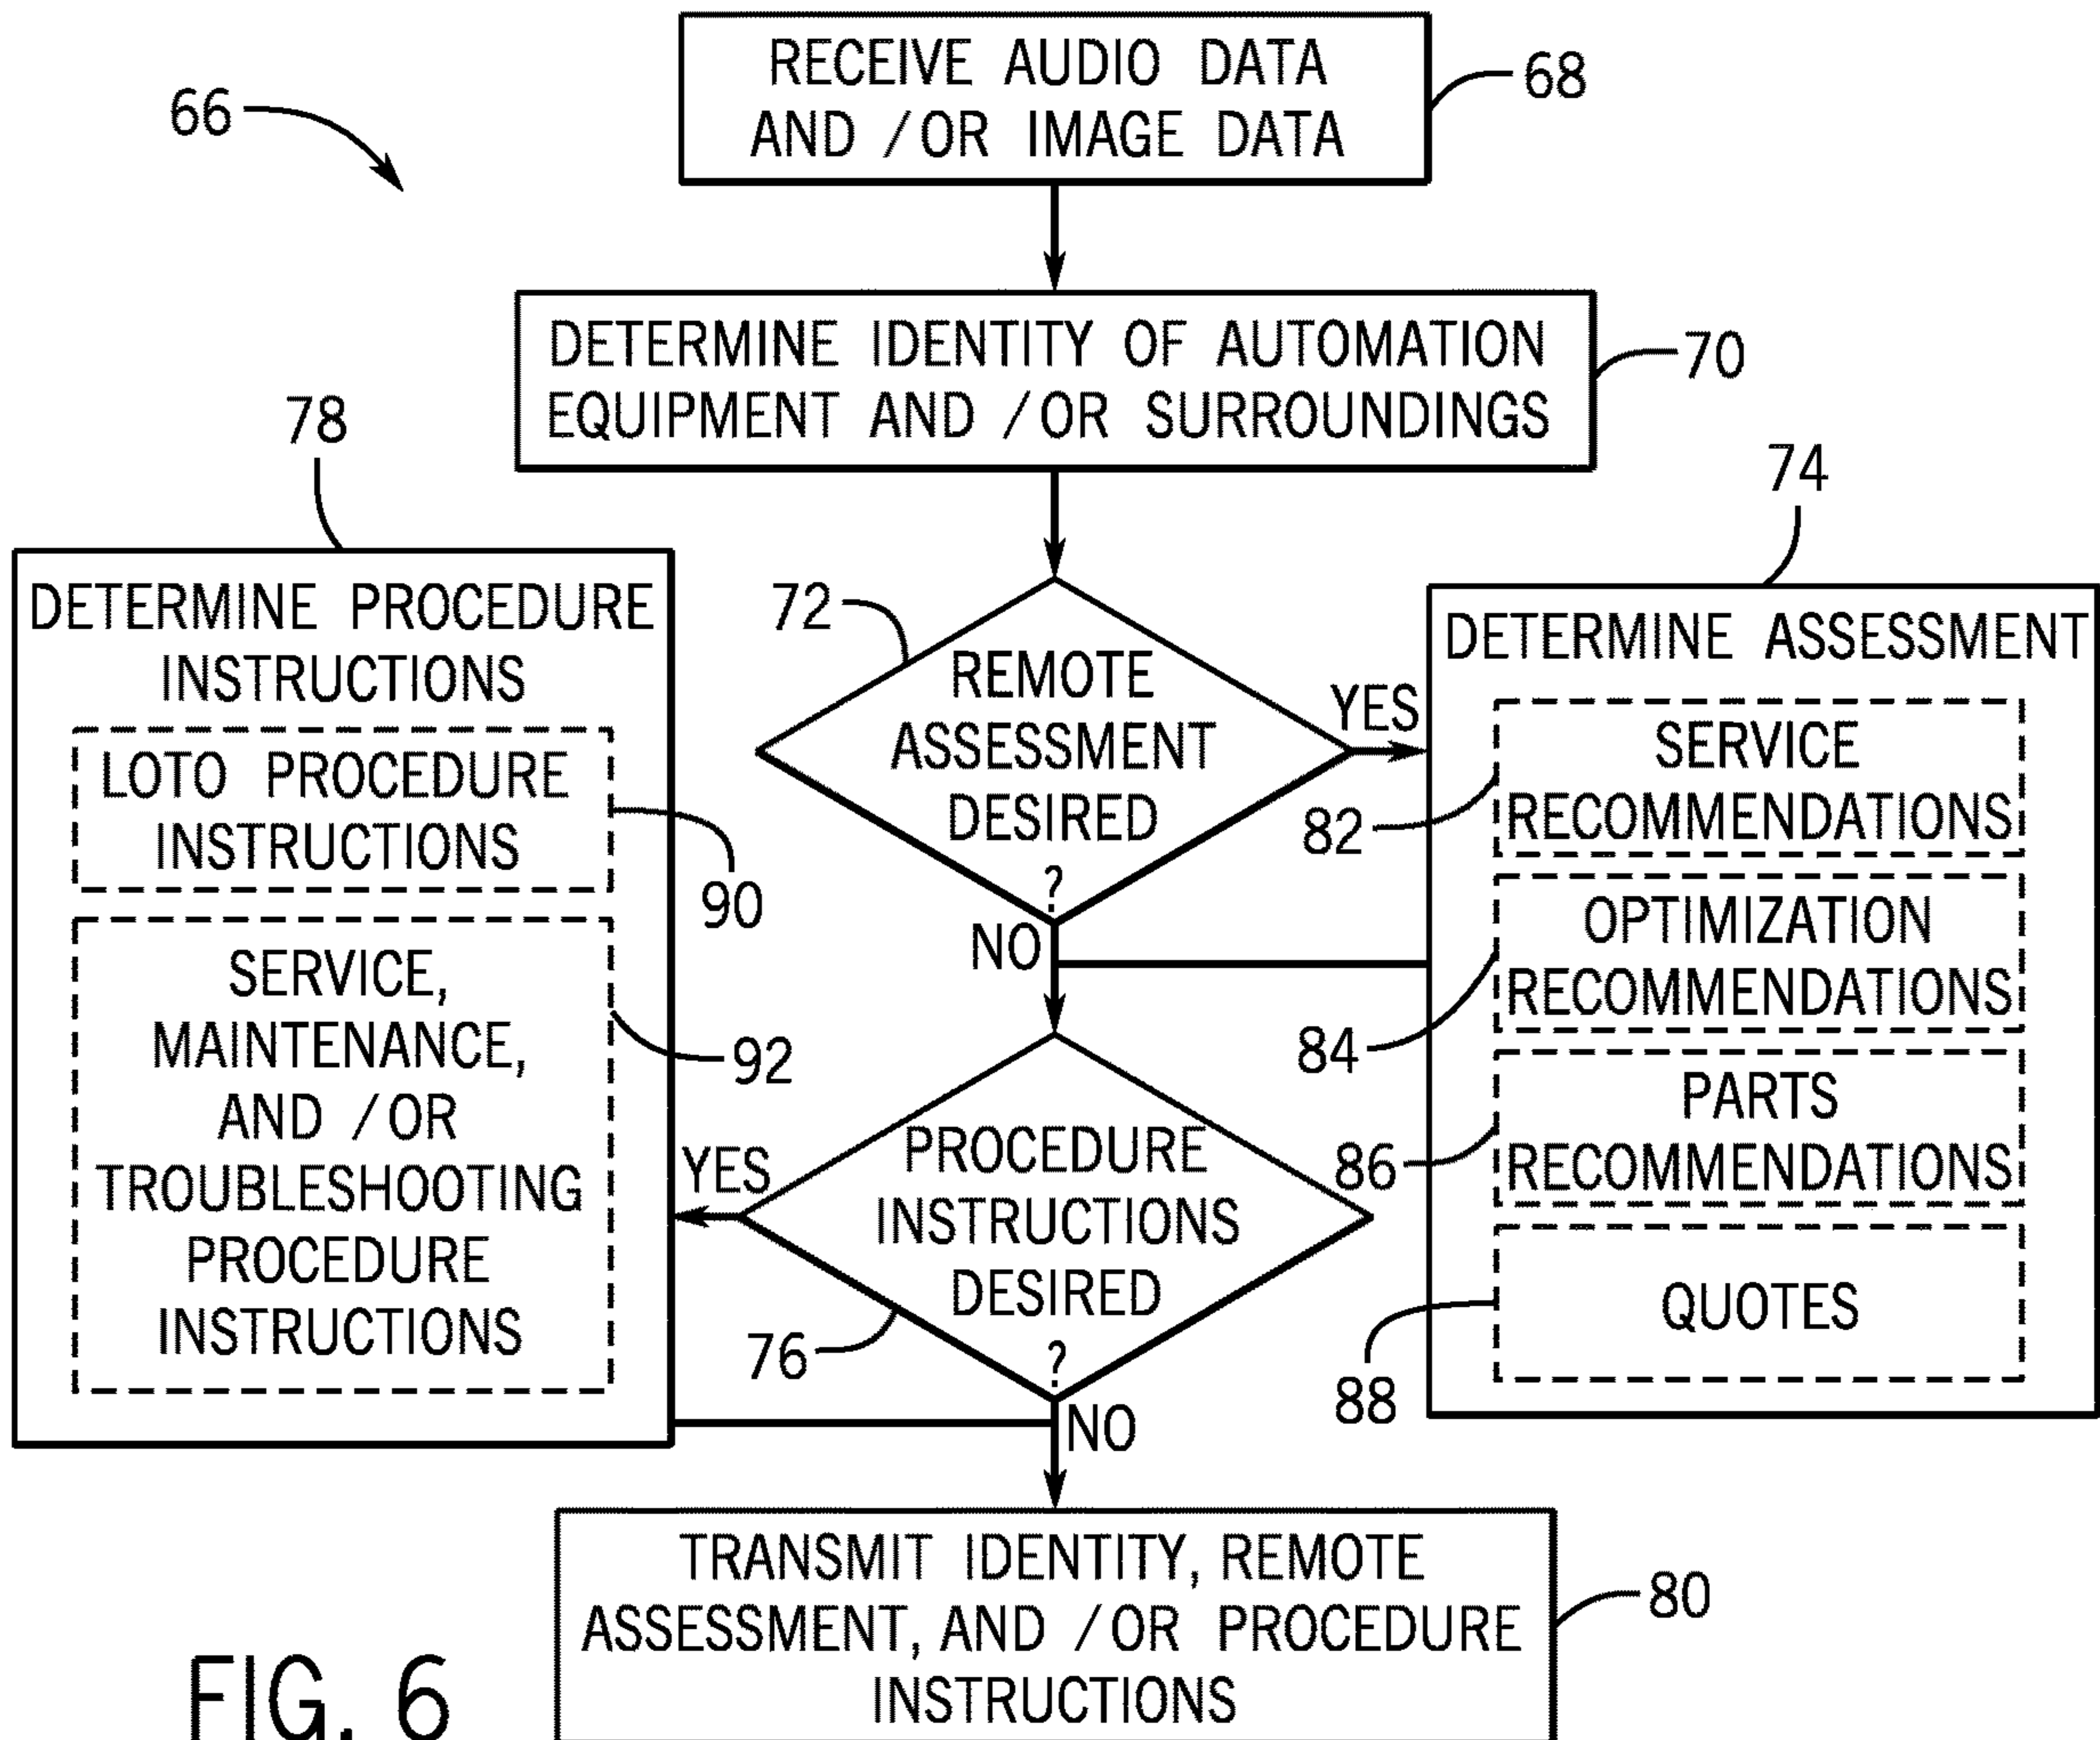 RECEIVE AUDIO DATA
AND /OR IMAGE DATA
68
66
DETERMINE IDENTITY OF AUTOMATION
EQUIPMENT AND /OR SURROUNDINGS
70
78
DETERMINE PROCEDURE
INSTRUCTIONS
LOTO PROCEDURE
INSTRUCTIONS
90
SERVICE,
MAINTENANCE,
AND /OR
TROUBLESHOOTING
PROCEDURE
INSTRUCTIONS
92
72
REMOTE
ASSESSMENT
DESIRED
?
YES
NO
74
DETERMINE ASSESSMENT
SERVICE
RECOMMENDATIONS
82
OPTIMIZATION
RECOMMENDATIONS
84
PARTS
RECOMMENDATIONS
86
QUOTES
88
PROCEDURE
INSTRUCTIONS
DESIRED
?
YES
76
NO
TRANSMIT IDENTITY, REMOTE
ASSESSMENT, AND /OR PROCEDURE
INSTRUCTIONS
80
FIG. 6